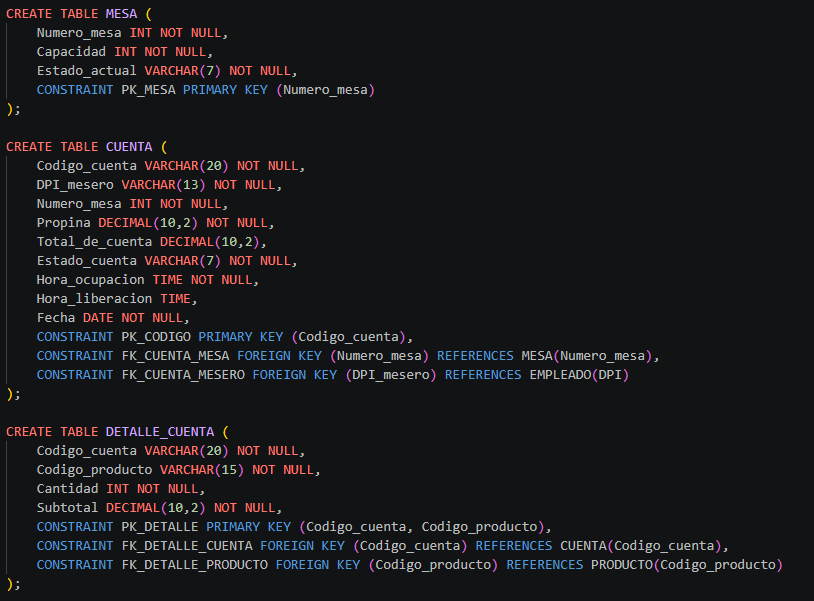 CREATE TABLE MESA (
    Numero_mesa INT NOT NULL,
    Capacidad INT NOT NULL,
    Estado_actual VARCHAR(7) NOT NULL,
    CONSTRAINT PK_MESA PRIMARY KEY (Numero_mesa)
);

CREATE TABLE CUENTA (
    Codigo_cuenta VARCHAR(20) NOT NULL,
    DPI_mesero VARCHAR(13) NOT NULL,
    Numero_mesa INT NOT NULL,
    Propina DECIMAL(10,2) NOT NULL,
    Total_de_cuenta DECIMAL(10,2),
    Estado_cuenta VARCHAR(7) NOT NULL,
    Hora_ocupacion TIME NOT NULL,
    Hora_liberacion TIME,
    Fecha DATE NOT NULL,
    CONSTRAINT PK_CODIGO PRIMARY KEY (Codigo_cuenta),
    CONSTRAINT FK_CUENTA_MESA FOREIGN KEY (Numero_mesa) REFERENCES MESA(Numero_mesa),
    CONSTRAINT FK_CUENTA_MESERO FOREIGN KEY (DPI_mesero) REFERENCES EMPLEADO(DPI)
);

CREATE TABLE DETALLE_CUENTA (
    Codigo_cuenta VARCHAR(20) NOT NULL,
    Codigo_producto VARCHAR(15) NOT NULL,
    Cantidad INT NOT NULL,
    Subtotal DECIMAL(10,2) NOT NULL,
    CONSTRAINT PK_DETALLE PRIMARY KEY (Codigo_cuenta, Codigo_producto),
    CONSTRAINT FK_DETALLE_CUENTA FOREIGN KEY (Codigo_cuenta) REFERENCES CUENTA(Codigo_cuenta),
    CONSTRAINT FK_DETALLE_PRODUCTO FOREIGN KEY (Codigo_producto) REFERENCES PRODUCTO(Codigo_producto)
);